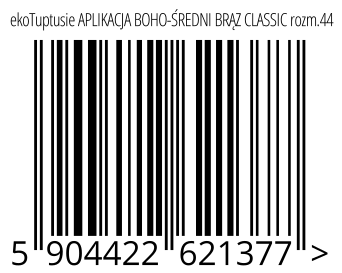 ekoTuptusie APLIKACJA BOHO-ŚREDNI BRĄZ CLASSIC rozm.44
5 904422 621377 >